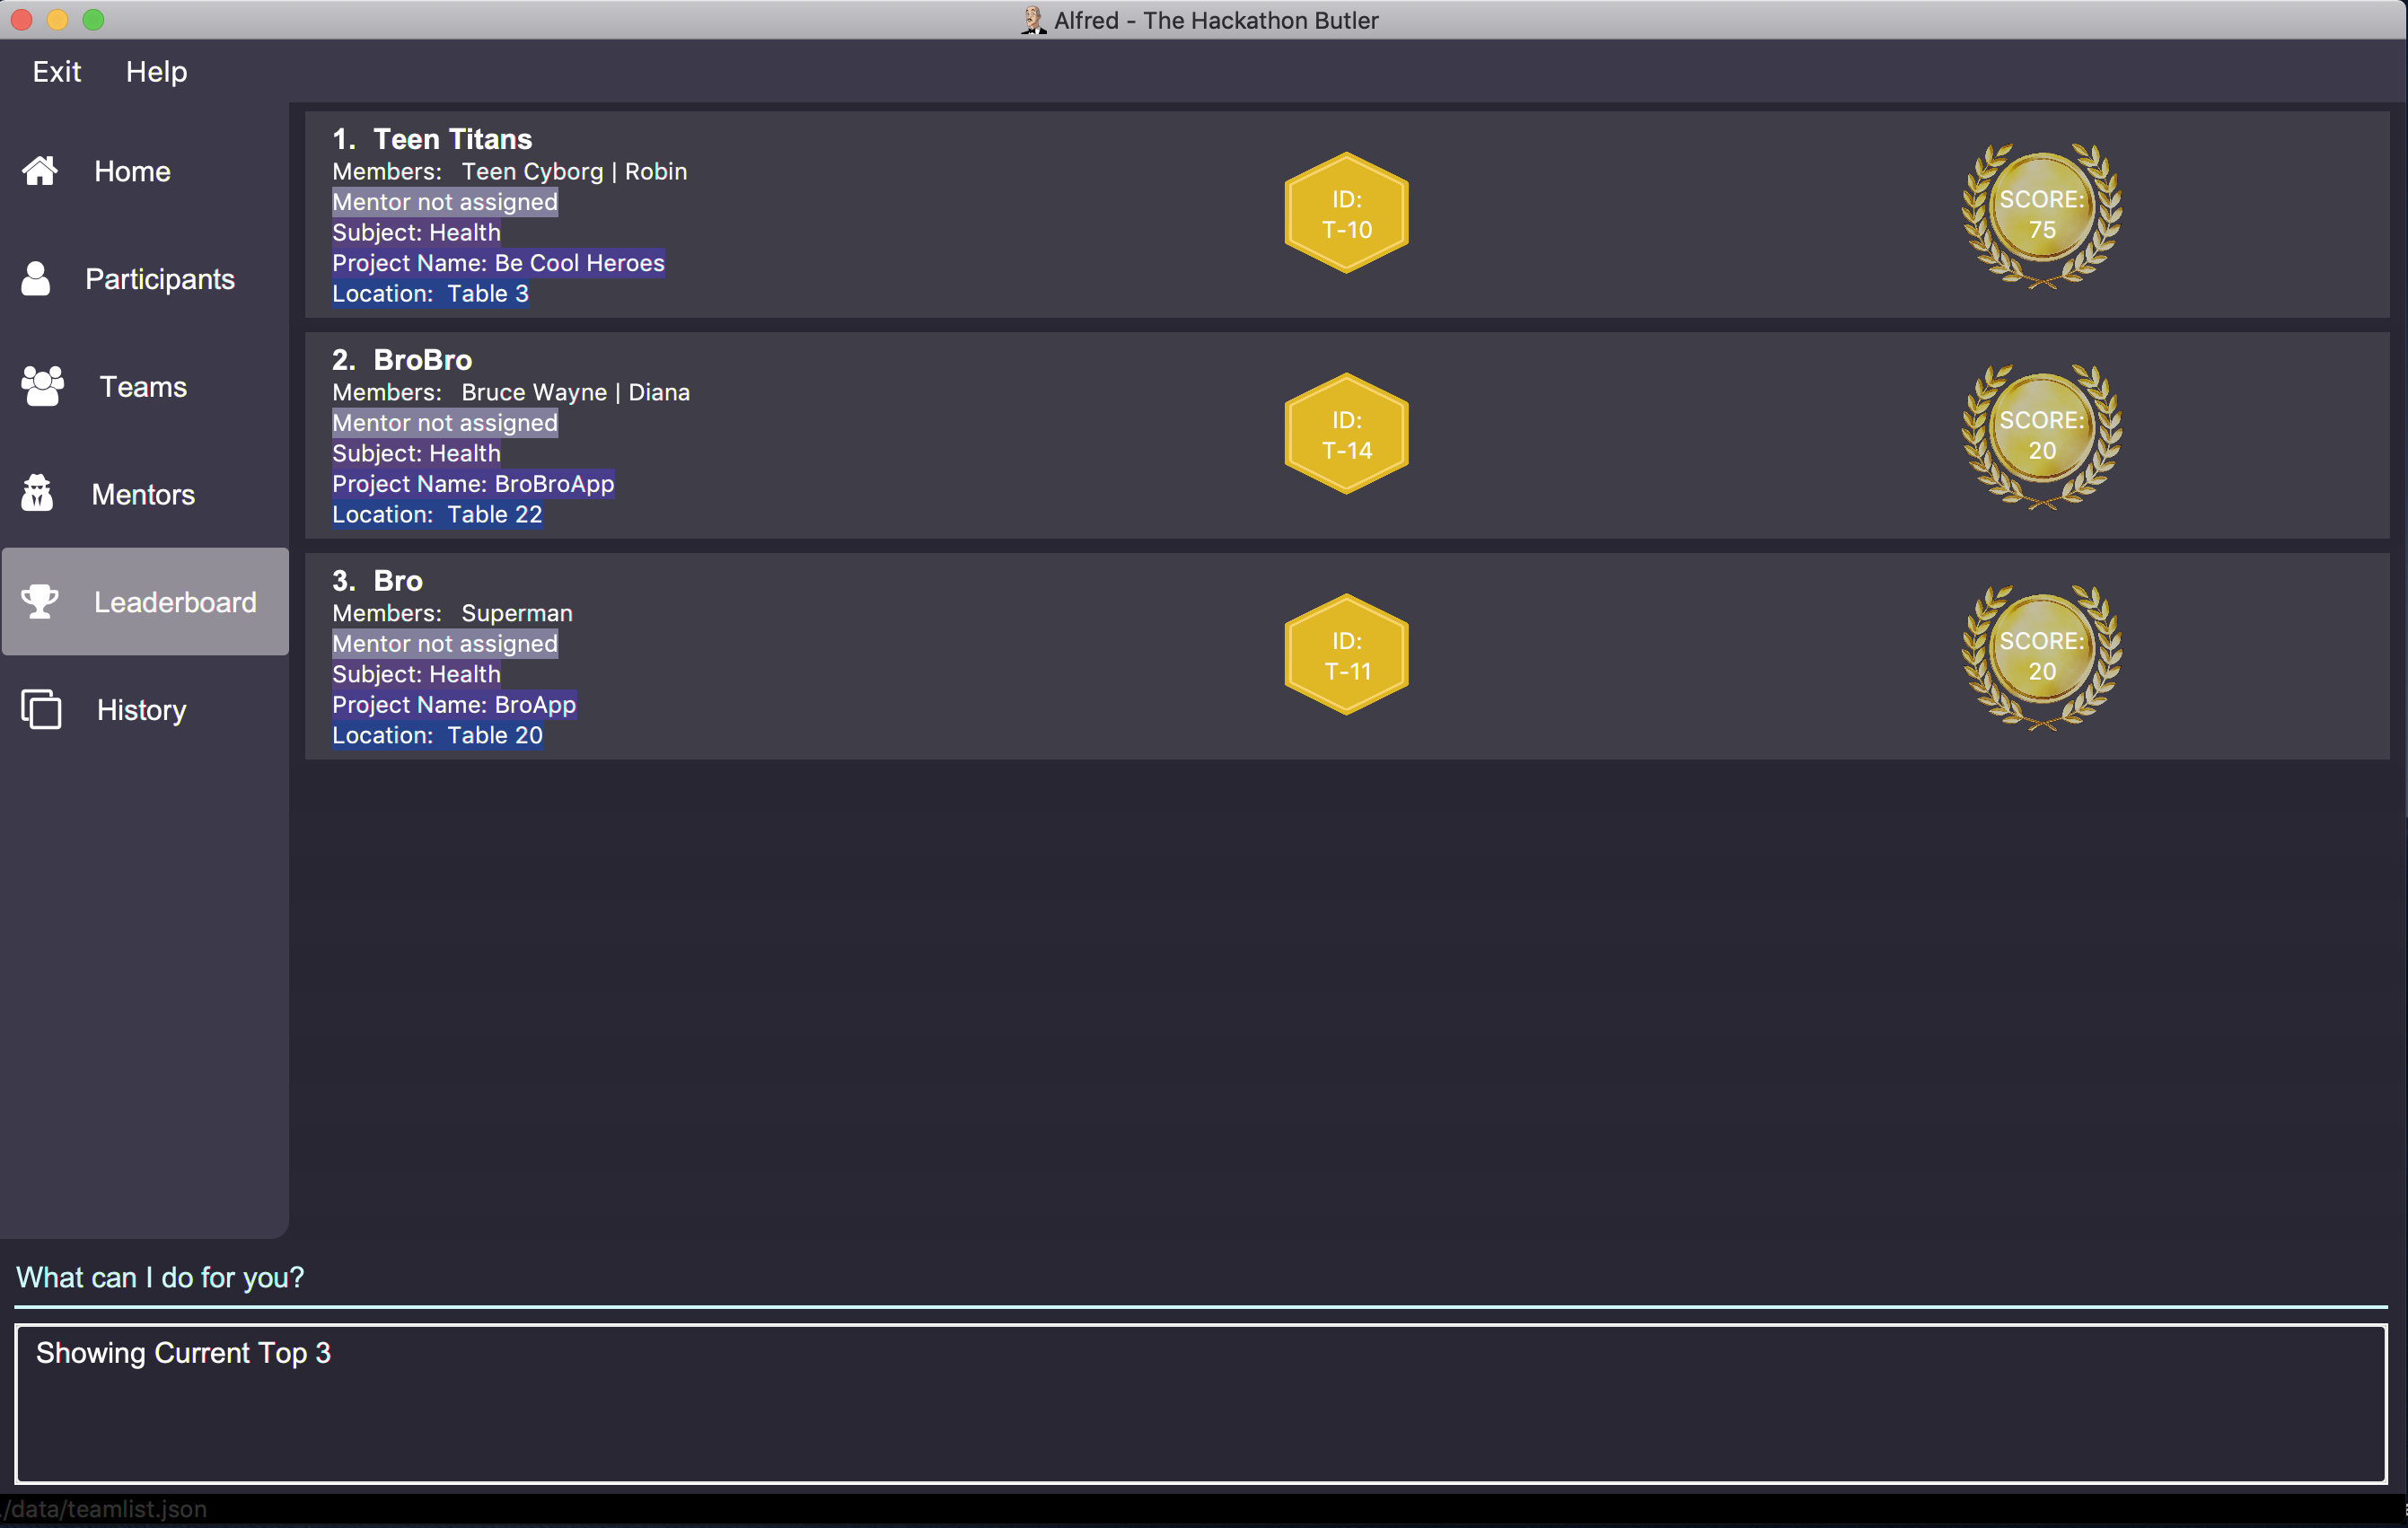 Alfred - The Hackathon Butler
Exit Help
Home
Participants
Teams
Mentors
Leaderboard
History
1. Teen Titans
Members: Teen Cyborg | Robin
Mentor not assigned
Subject: Health
Project Name: Be Cool Heroes
Location: Table 3
ID:
T-10
SCORE:
75
2. BroBro
Members: Bruce Wayne | Diana
Mentor not assigned
Subject: Health
Project Name: BroBroApp
Location: Table 22
ID:
T-14
SCORE:
20
3. Bro
Members: Superman
Mentor not assigned
Subject: Health
Project Name: BroApp
Location: Table 20
ID:
T-11
SCORE:
20
What can I do for you?
Showing Current Top 3
./data/teamlist.json